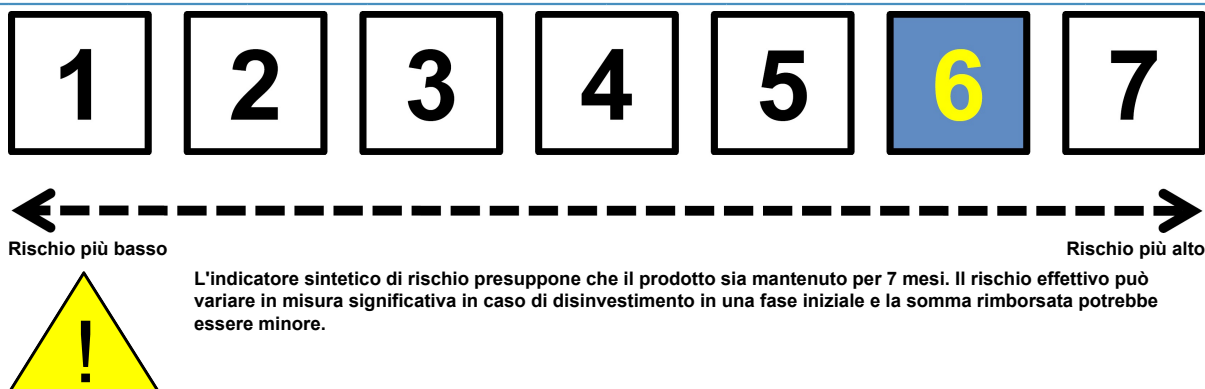 1 2 3 4 5 6 7
Rischio più basso Rischio più alto
L'indicatore sintetico di rischio presuppone che il prodotto sia mantenuto per 7 mesi. Il rischio effettivo può
variare in misura significativa in caso di disinvestimento in una fase iniziale e la somma rimborsata potrebbe
essere minore.
!